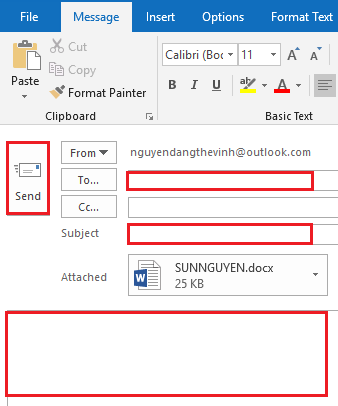 File Message Insert Options Format Text
Cut
Copy
Format Painter
Paste
Calibri (Boc 11 A A
B I U ab A
Clipboard Basic Text
From nguyendangthevinh@outlook.com
To...
Send
Cc...
Subject
Attached SUNNGUYEN.docx
25 KB